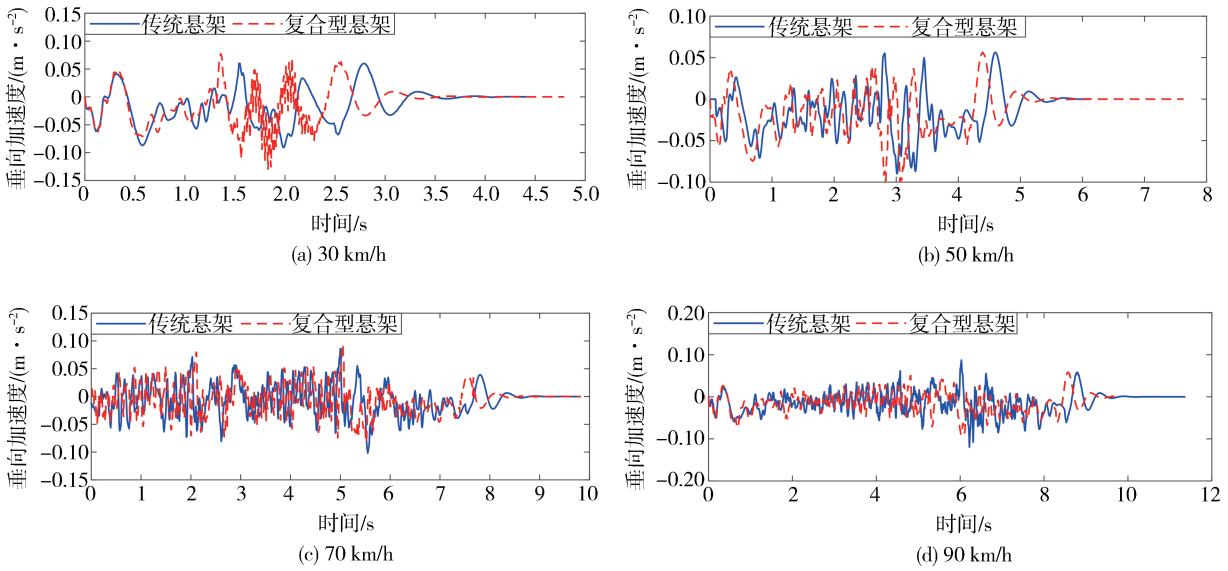 传统悬架 复合型悬架
0.15
0.10
0.05
0
−0.05
−0.10
−0.15
垂向加速度/(m·s⁻²)
0 0.5 1.0 1.5 2.0 2.5 3.0 3.5 4.0 4.5 5.0
时间/s
(a) 30 km/h
传统悬架 复合型悬架
0.10
0.05
0
−0.05
−0.10
垂向加速度/(m·s⁻²)
0 1 2 3 4 5 6 7 8
时间/s
(b) 50 km/h
传统悬架 复合型悬架
0.15
0.10
0.05
0
−0.05
−0.10
−0.15
垂向加速度/(m·s⁻²)
0 1 2 3 4 5 6 7 8 9 10
时间/s
(c) 70 km/h
传统悬架 复合型悬架
0.20
0.10
0
−0.10
−0.20
垂向加速度/(m·s⁻²)
0 2 4 6 8 10 12
时间/s
(d) 90 km/h